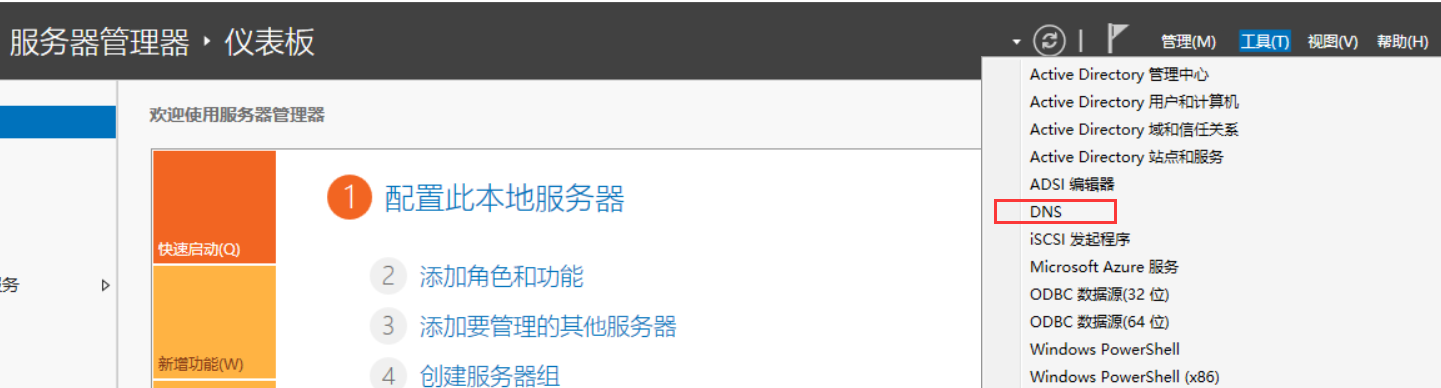 服务器管理器 ‣ 仪表板
管理(M) 工具(T) 视图(V) 帮助(H)
欢迎使用服务器管理器
快速启动(Q)
新增功能(W)
1 配置此本地服务器
2 添加角色和功能
3 添加要管理的其他服务器
4 创建服务器组
Active Directory 管理中心
Active Directory 用户和计算机
Active Directory 域和信任关系
Active Directory 站点和服务
ADSI 编辑器
DNS
iSCSI 发起程序
Microsoft Azure 服务
ODBC 数据源(32 位)
ODBC 数据源(64 位)
Windows PowerShell
Windows PowerShell (x86)